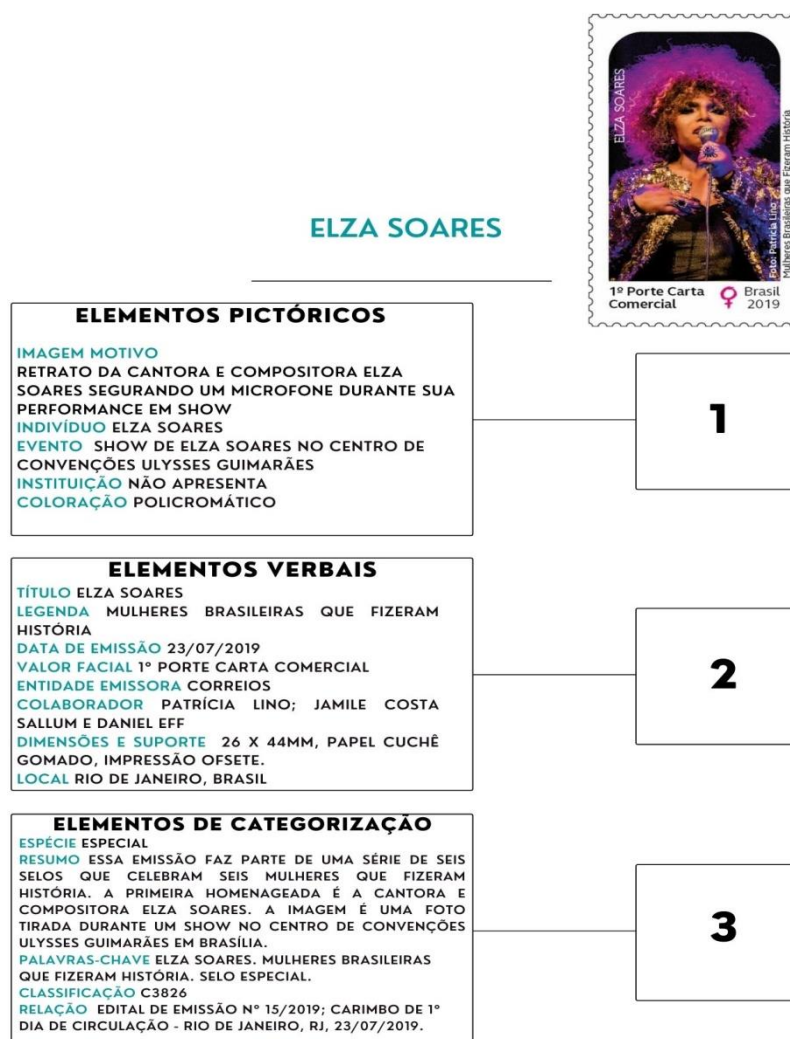 ELZA SOARES
Foto: Patricia Lino
Mulheres Brasileiras que Fizeram História
1º Porte Carta
Comercial
Brasil
2019
ELZA SOARES
ELEMENTOS PICTÓRICOS
IMAGEM MOTIVO
RETRATO DA CANTORA E COMPOSITORA ELZA
SOARES SEGURANDO UM MICROFONE DURANTE SUA
PERFORMANCE EM SHOW
INDIVÍDUO ELZA SOARES
EVENTO SHOW DE ELZA SOARES NO CENTRO DE
CONVENÇÕES ULYSSES GUIMARÃES
INSTITUIÇÃO NÃO APRESENTA
COLORAÇÃO POLICROMÁTICO
1
ELEMENTOS VERBAIS
TÍTULO ELZA SOARES
LEGENDA MULHERES BRASILEIRAS QUE FIZERAM
HISTÓRIA
DATA DE EMISSÃO 23/07/2019
VALOR FACIAL 1º PORTE CARTA COMERCIAL
ENTIDADE EMISSORA CORREIOS
COLABORADOR PATRÍCIA LINO; JAMILE COSTA
SALLUM E DANIEL EFF
DIMENSÕES E SUPORTE 26 X 44MM, PAPEL CUCHÊ
GOMADO, IMPRESSÃO OFSETE.
LOCAL RIO DE JANEIRO, BRASIL
2
ELEMENTOS DE CATEGORIZAÇÃO
ESPÉCIE ESPECIAL
RESUMO ESSA EMISSÃO FAZ PARTE DE UMA SÉRIE DE SEIS
SELOS QUE CELEBRAM SEIS MULHERES QUE FIZERAM
HISTÓRIA. A PRIMEIRA HOMENAGEADA É A CANTORA E
COMPOSITORA ELZA SOARES. A IMAGEM É UMA FOTO
TIRADA DURANTE UM SHOW NO CENTRO DE CONVENÇÕES
ULYSSES GUIMARÃES EM BRASÍLIA.
PALAVRAS-CHAVE ELZA SOARES. MULHERES BRASILEIRAS
QUE FIZERAM HISTÓRIA. SELO ESPECIAL.
CLASSIFICAÇÃO C3826
RELAÇÃO EDITAL DE EMISSÃO Nº 15/2019; CARIMBO DE 1º
DIA DE CIRCULAÇÃO - RIO DE JANEIRO, RJ, 23/07/2019.
3